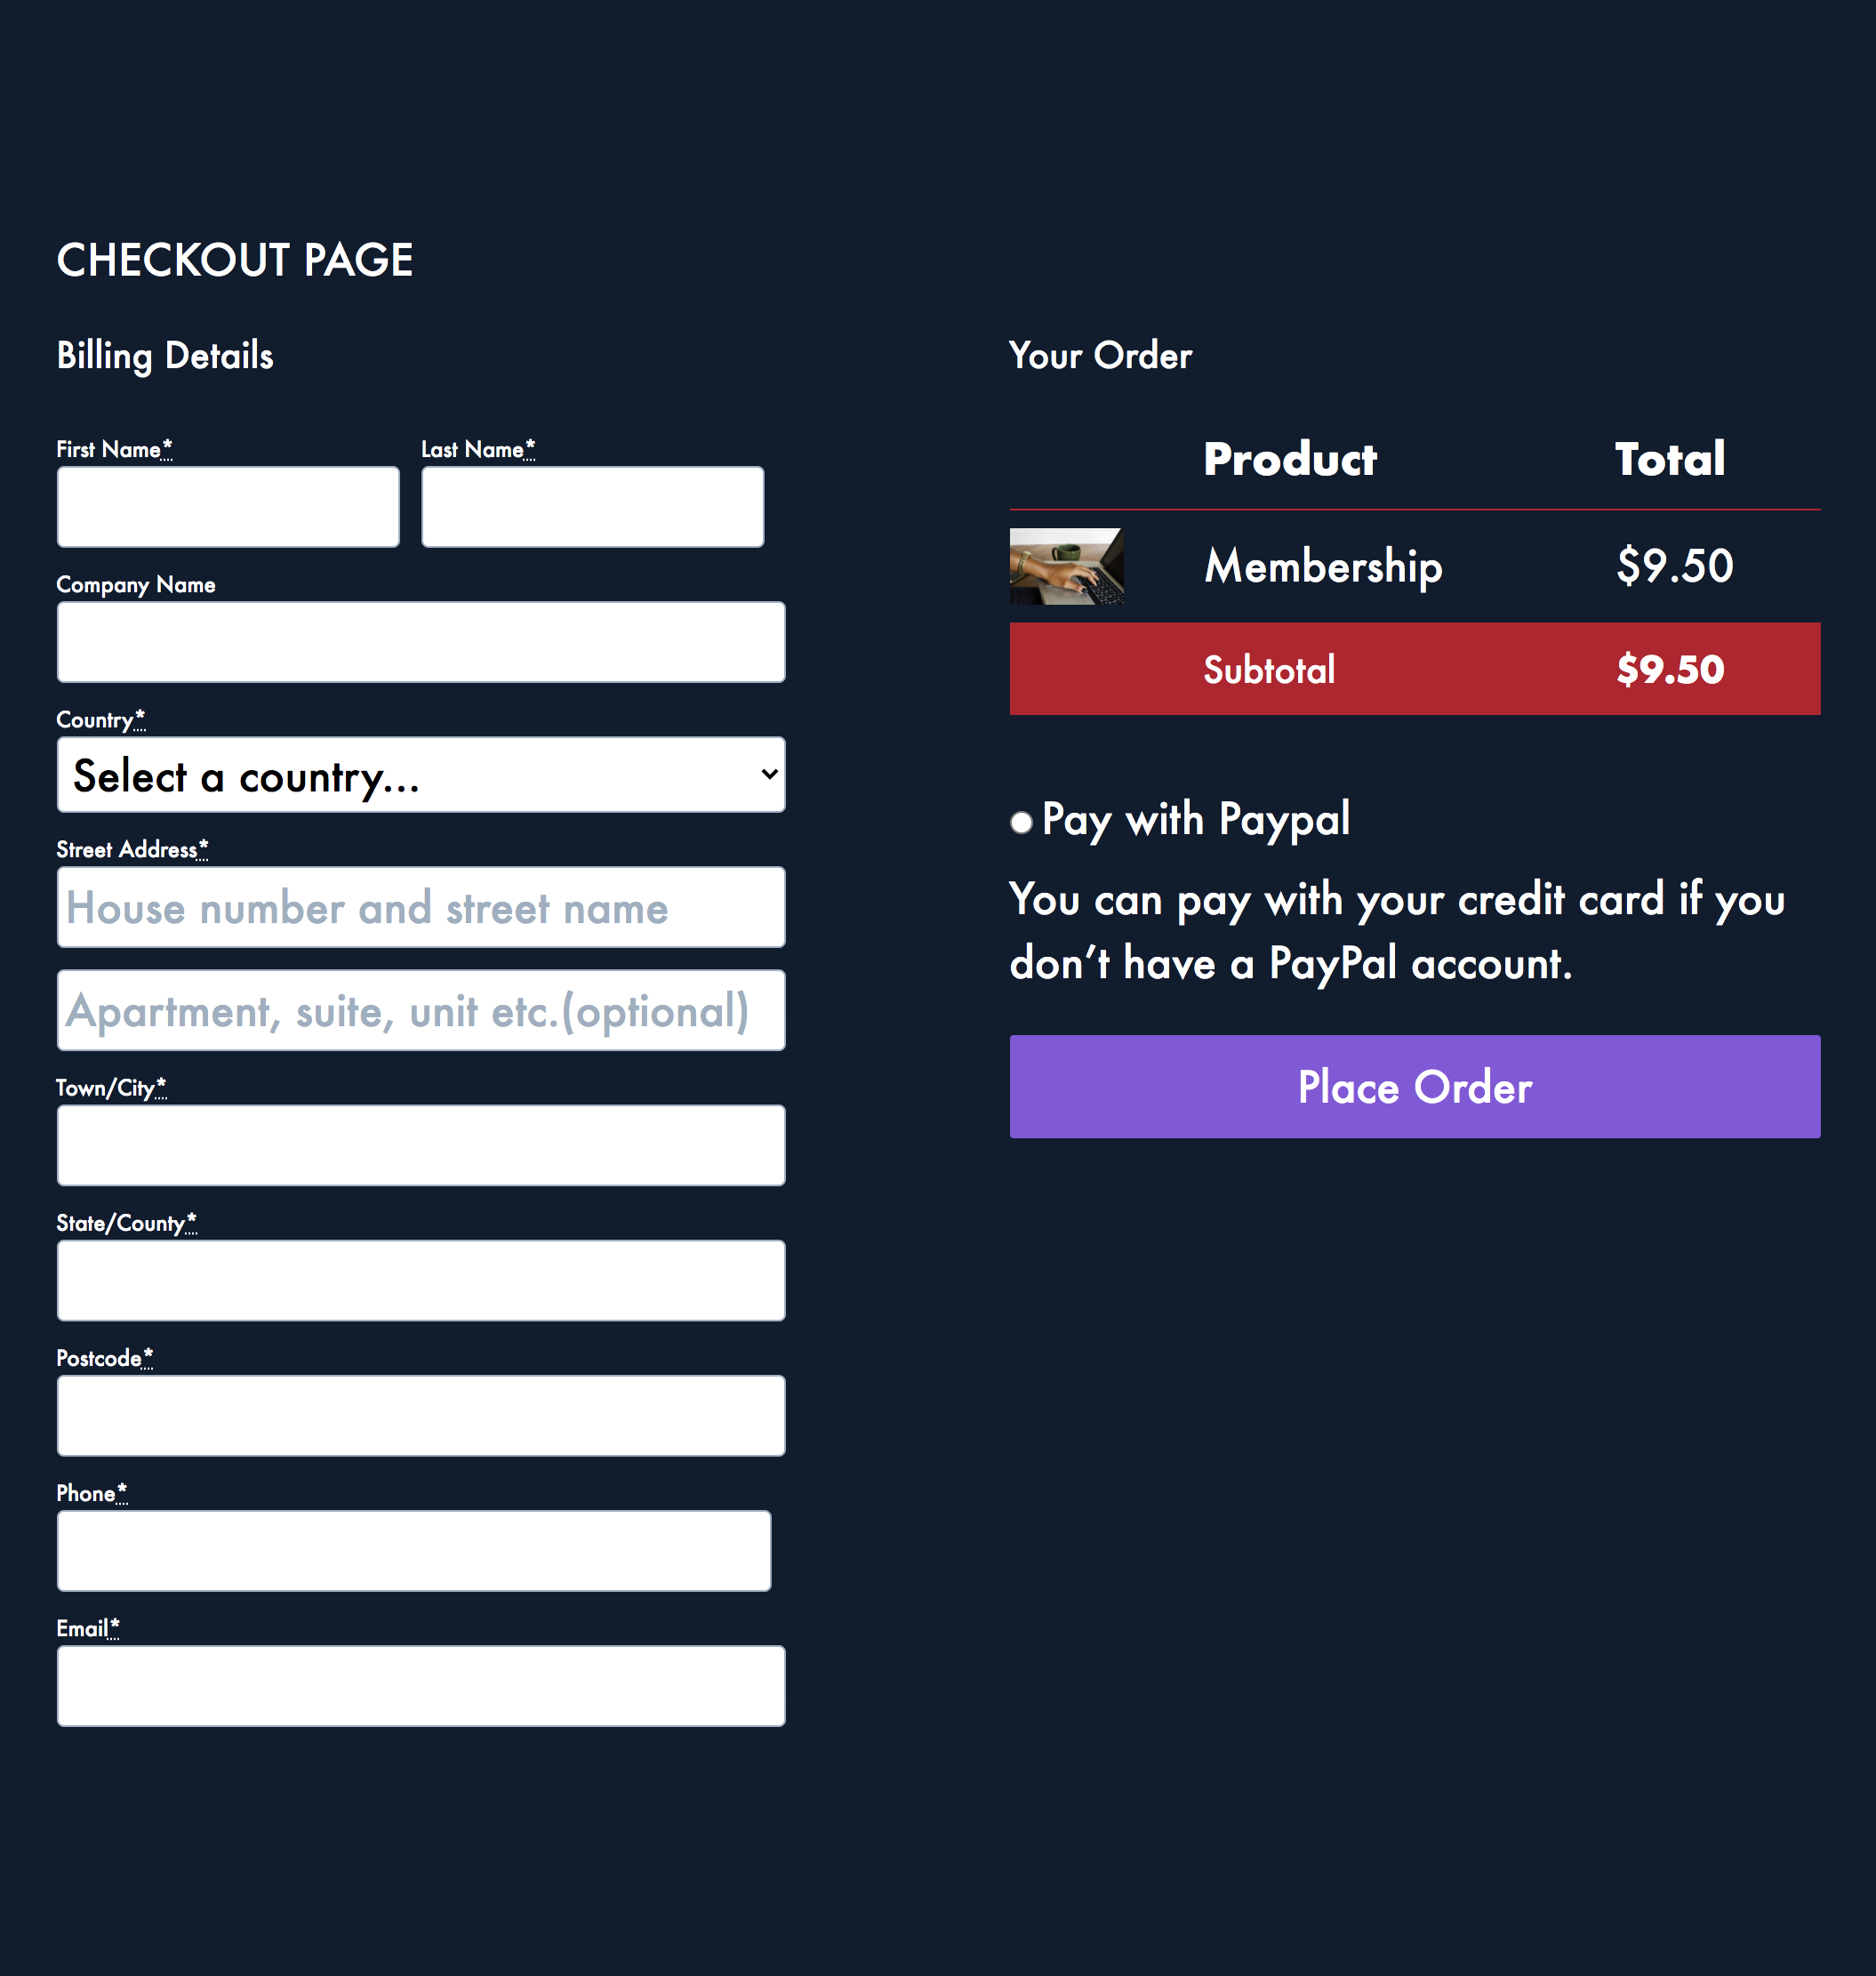 CHECKOUT PAGE
Billing Details
First Name*
Last Name*
Company Name
Country*
Select a country...
Street Address*
House number and street name
Apartment, suite, unit etc.(optional)
Town/City*
State/County*
Postcode*
Phone*
Email*
Your Order
Product Total
Membership $9.50
Subtotal $9.50
Pay with Paypal
You can pay with your credit card if you
don’t have a PayPal account.
Place Order